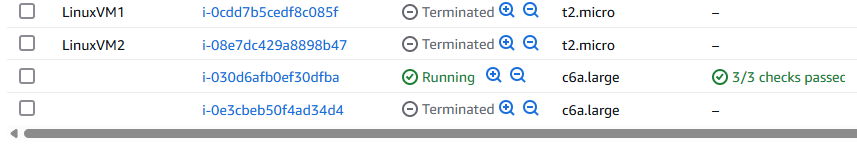 LinuxVM1 i-0cdd7b5cedf8c085f Terminated t2.micro –
LinuxVM2 i-08e7dc429a8898b47 Terminated t2.micro –
i-030d6afb0ef30dfba Running c6a.large 3/3 checks passed
i-0e3cbeb50f4ad34d4 Terminated c6a.large –